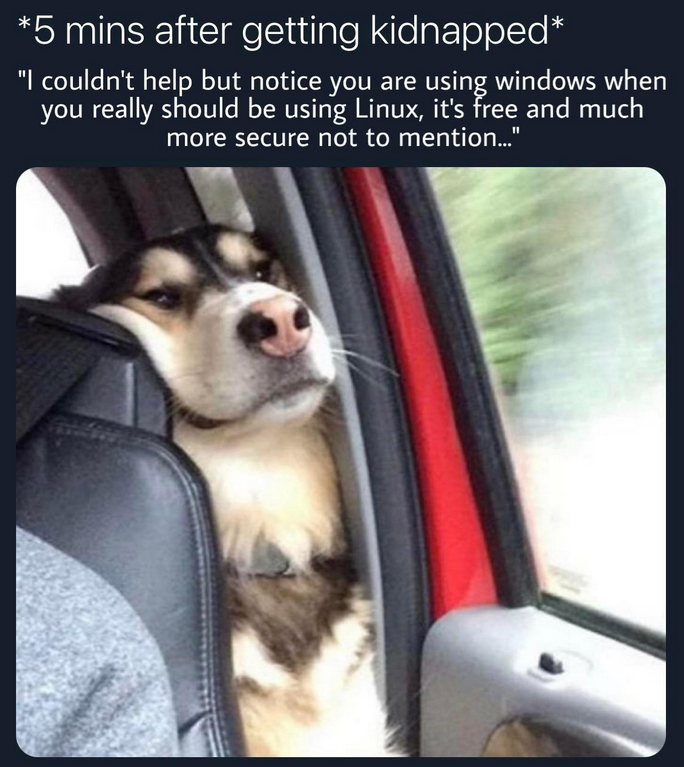 *5 mins after getting kidnapped*
"I couldn't help but notice you are using windows when
you really should be using Linux, it's free and much
more secure not to mention..."